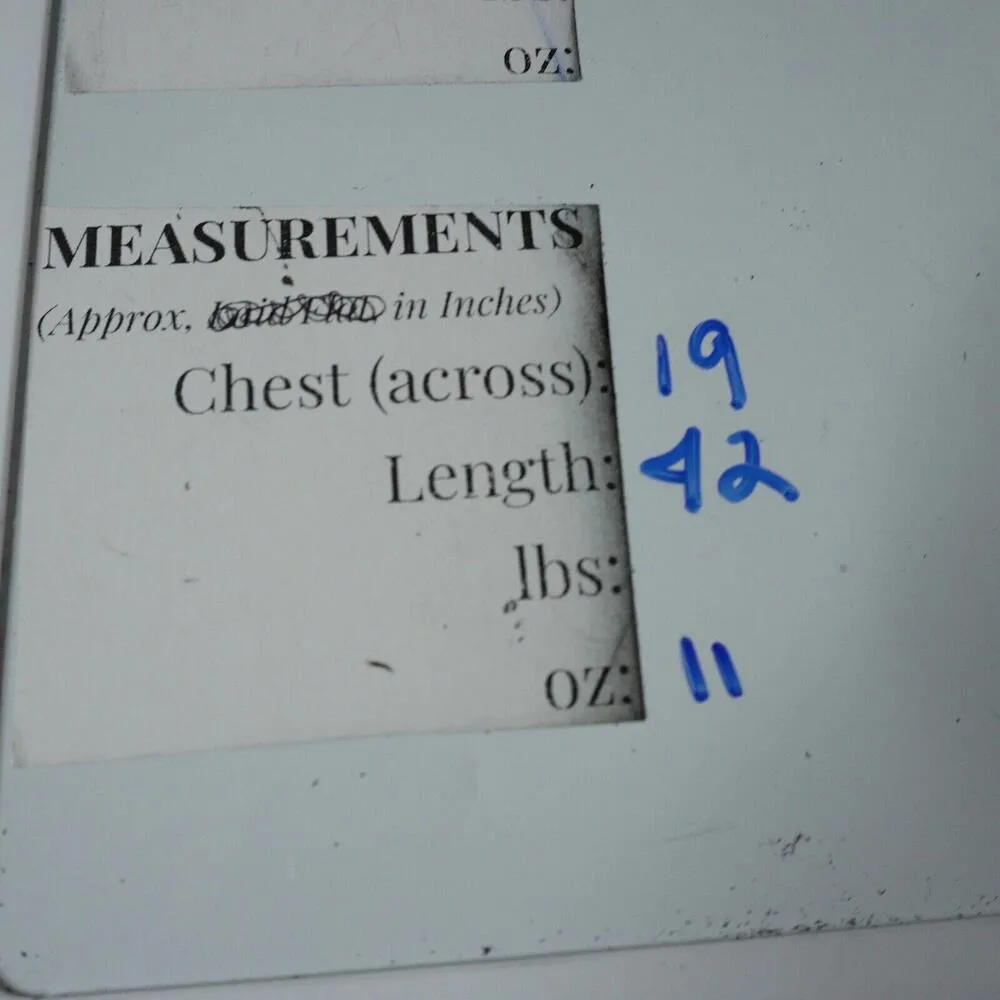 oz:
MEASUREMENTS
(Approx, in Inches)
Chest (across): 19
Length: 42
lbs:
oz: 11